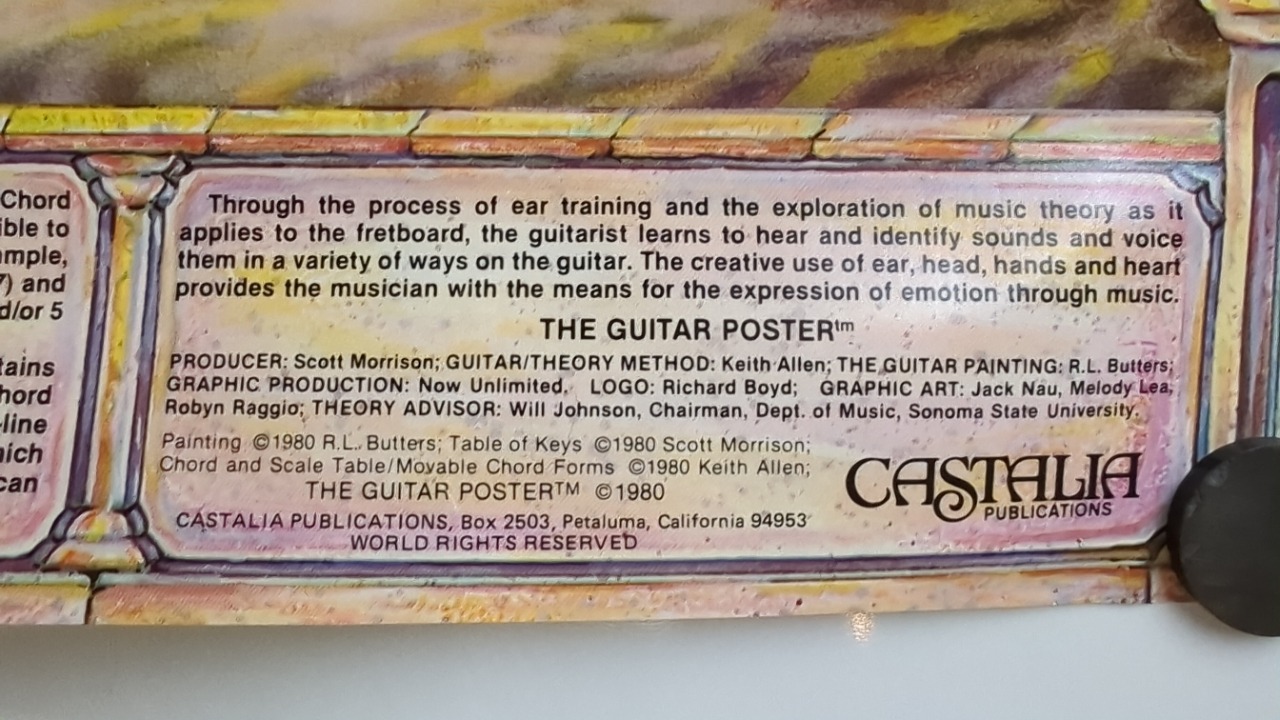 Chord
ible to
mple,
7) and
d/or 5
tains
hord
-line
hich
can
Through the process of ear training and the exploration of music theory as it
applies to the fretboard, the guitarist learns to hear and identify sounds and voice
them in a variety of ways on the guitar. The creative use of ear, head, hands and heart
provides the musician with the means for the expression of emotion through music.
THE GUITAR POSTERtm
PRODUCER: Scott Morrison; GUITAR/THEORY METHOD: Keith Allen; THE GUITAR PAINTING: R.L. Butters;
GRAPHIC PRODUCTION: Now Unlimited. LOGO: Richard Boyd; GRAPHIC ART: Jack Nau, Melody Lea,
Robyn Raggio; THEORY ADVISOR: Will Johnson, Chairman, Dept. of Music, Sonoma State University.
Painting ©1980 R.L. Butters; Table of Keys ©1980 Scott Morrison;
Chord and Scale Table/Movable Chord Forms ©1980 Keith Allen;
THE GUITAR POSTER™ ©1980
CASTALIA PUBLICATIONS, Box 2503, Petaluma, California 94953
WORLD RIGHTS RESERVED
CASTALIA
PUBLICATIONS